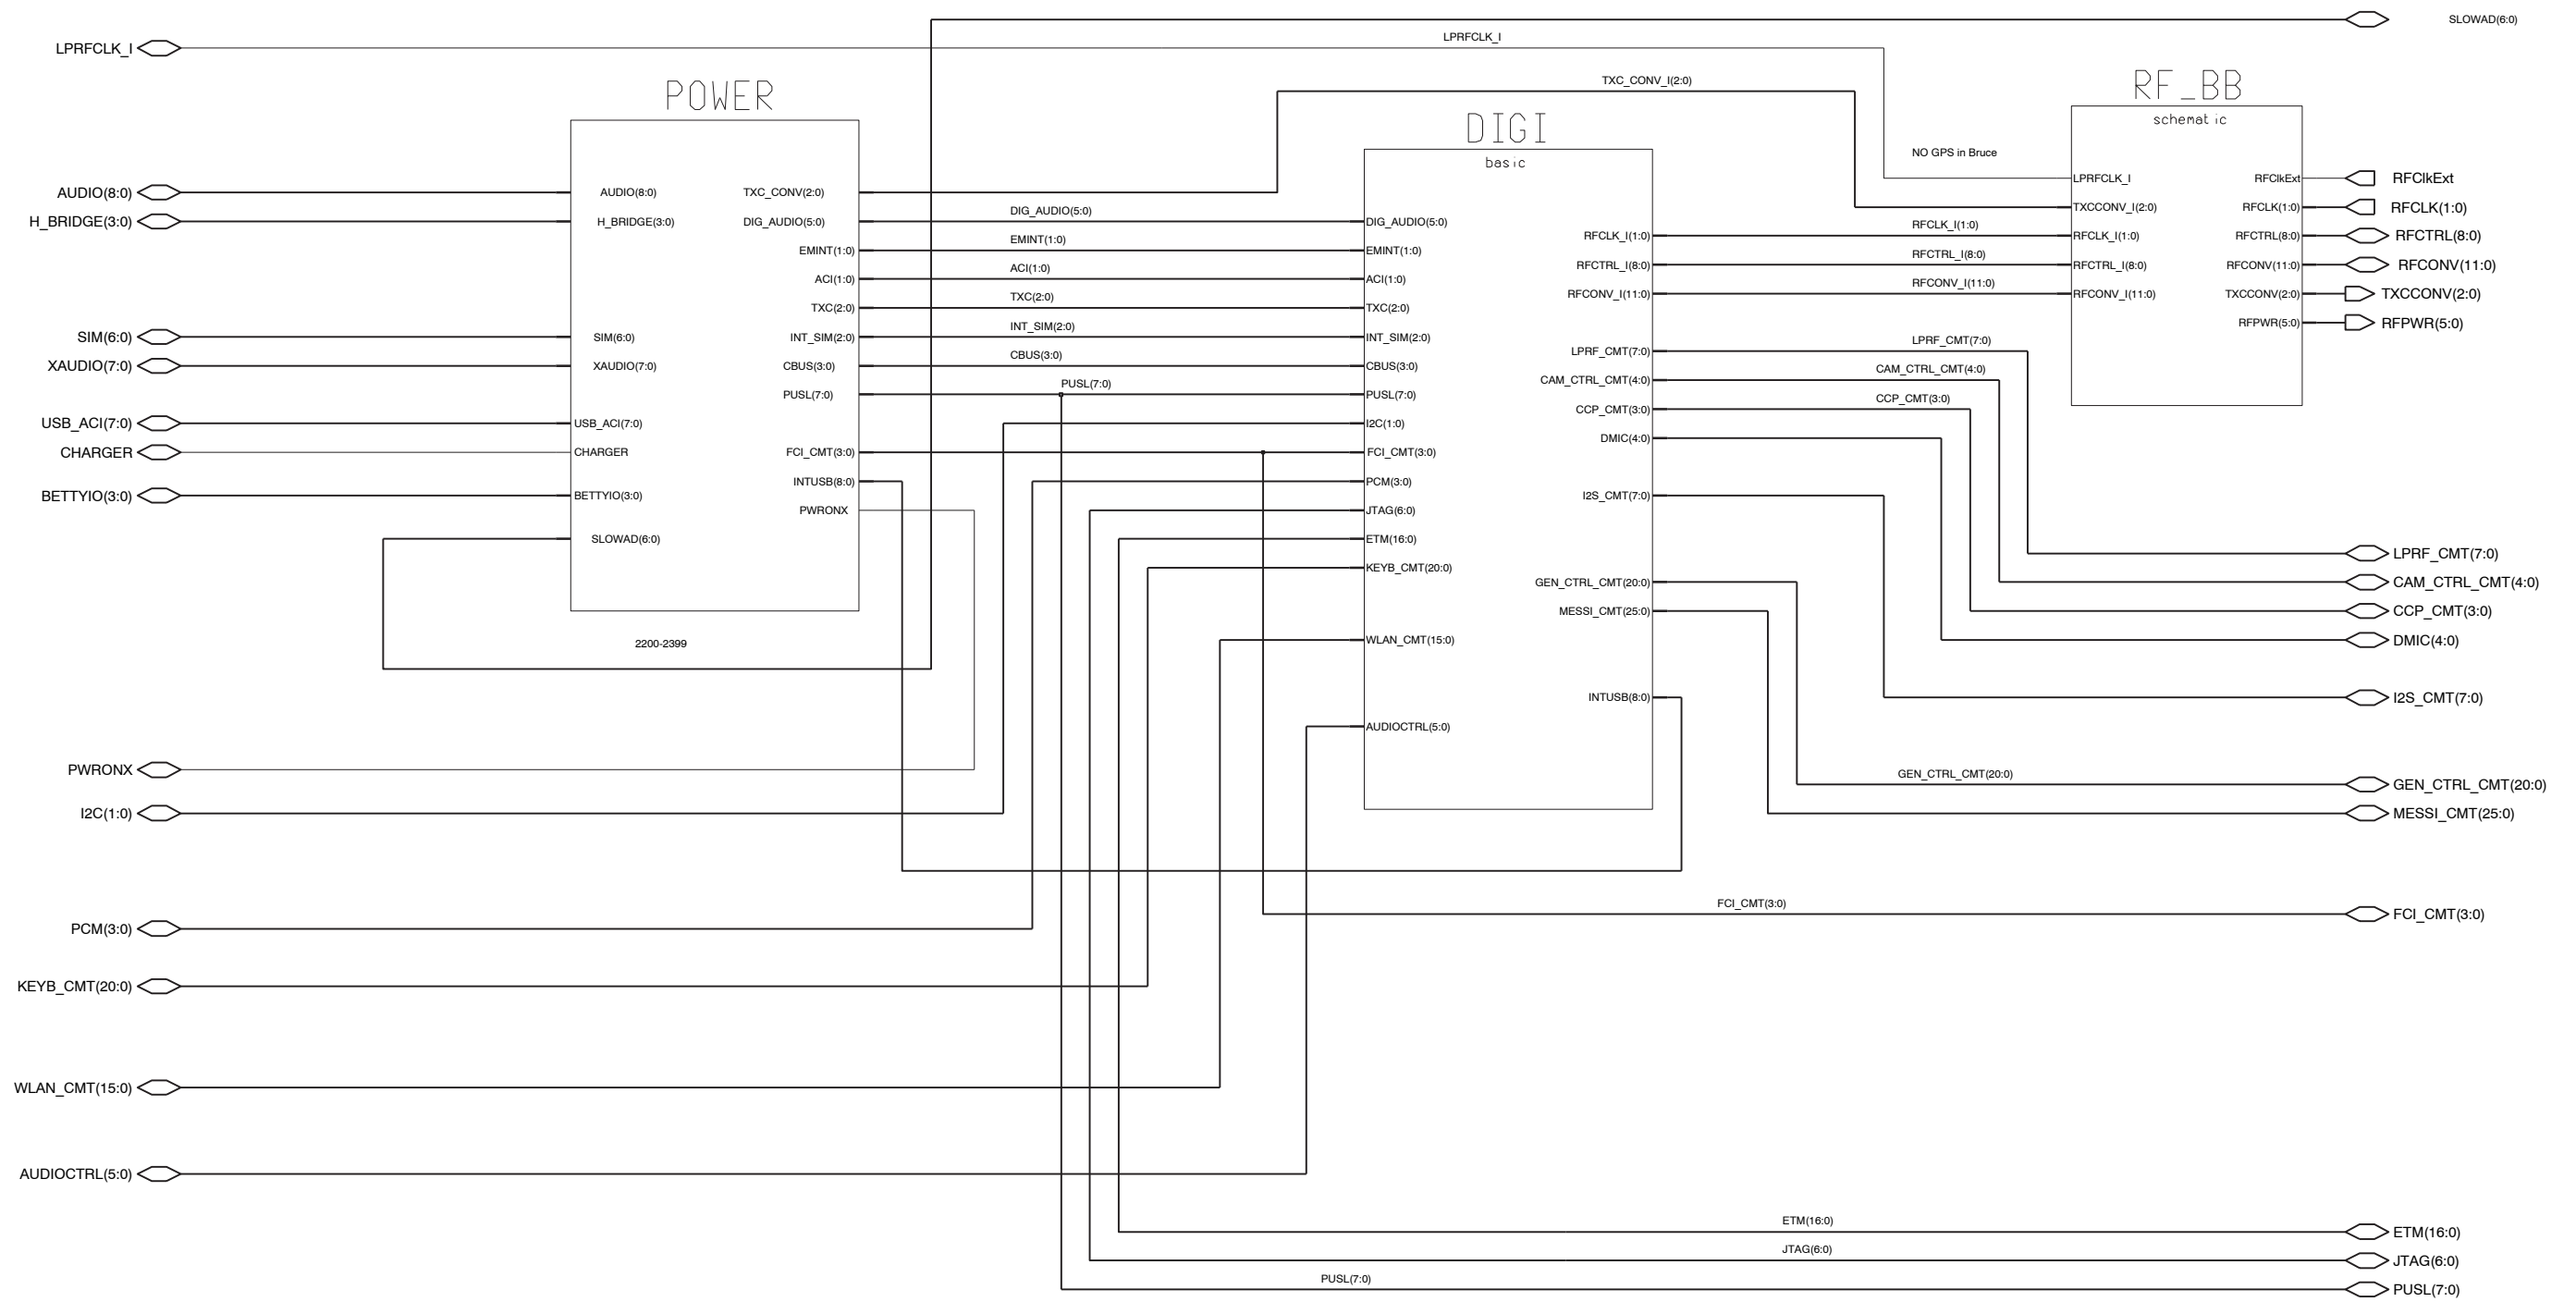 SLOWAD(6:0)
LPRFCLK_I
LPRFCLK_I
TXC_CONV_I(2:0)
POWER
DIGI
basic
RF_BB
schematic
NO GPS in Bruce
AUDIO(8:0)
H_BRIDGE(3:0)
SIM(6:0)
XAUDIO(7:0)
USB_ACI(7:0)
CHARGER
BETTYIO(3:0)
AUDIO(8:0)
H_BRIDGE(3:0)
SIM(6:0)
XAUDIO(7:0)
USB_ACI(7:0)
CHARGER
BETTYIO(3:0)
SLOWAD(6:0)
TXC_CONV(2:0)
DIG_AUDIO(5:0)
EMINT(1:0)
ACI(1:0)
TXC(2:0)
INT_SIM(2:0)
CBUS(3:0)
PUSL(7:0)
FCI_CMT(3:0)
INTUSB(8:0)
PWRONX
2200-2399
DIG_AUDIO(5:0)
EMINT(1:0)
ACI(1:0)
TXC(2:0)
INT_SIM(2:0)
CBUS(3:0)
PUSL(7:0)
DIG_AUDIO(5:0)
EMINT(1:0)
ACI(1:0)
TXC(2:0)
INT_SIM(2:0)
CBUS(3:0)
PUSL(7:0)
I2C(1:0)
FCI_CMT(3:0)
PCM(3:0)
JTAG(6:0)
ETM(16:0)
KEYB_CMT(20:0)
WLAN_CMT(15:0)
AUDIOCTRL(5:0)
RFCLK_I(1:0)
RFCTRL_I(8:0)
RFCONV_I(11:0)
LPRF_CMT(7:0)
CAM_CTRL_CMT(4:0)
CCP_CMT(3:0)
DMIC(4:0)
I2S_CMT(7:0)
GEN_CTRL_CMT(20:0)
MESSI_CMT(25:0)
INTUSB(8:0)
RFCLK_I(1:0)
RFCTRL_I(8:0)
RFCONV_I(11:0)
LPRF_CMT(7:0)
CAM_CTRL_CMT(4:0)
CCP_CMT(3:0)
LPRFCLK_I
TXCCONV_I(2:0)
RFCLK_I(1:0)
RFCTRL_I(8:0)
RFCONV_I(11:0)
RFClkExt
RFCLK(1:0)
RFCTRL(8:0)
RFCONV(11:0)
TXCCONV(2:0)
RFPWR(5:0)
RFClkExt
RFCLK(1:0)
RFCTRL(8:0)
RFCONV(11:0)
TXCCONV(2:0)
RFPWR(5:0)
LPRF_CMT(7:0)
CAM_CTRL_CMT(4:0)
CCP_CMT(3:0)
DMIC(4:0)
I2S_CMT(7:0)
GEN_CTRL_CMT(20:0)
GEN_CTRL_CMT(20:0)
MESSI_CMT(25:0)
PWRONX
I2C(1:0)
PCM(3:0)
KEYB_CMT(20:0)
WLAN_CMT(15:0)
AUDIOCTRL(5:0)
FCI_CMT(3:0)
FCI_CMT(3:0)
ETM(16:0)
ETM(16:0)
JTAG(6:0)
JTAG(6:0)
PUSL(7:0)
PUSL(7:0)